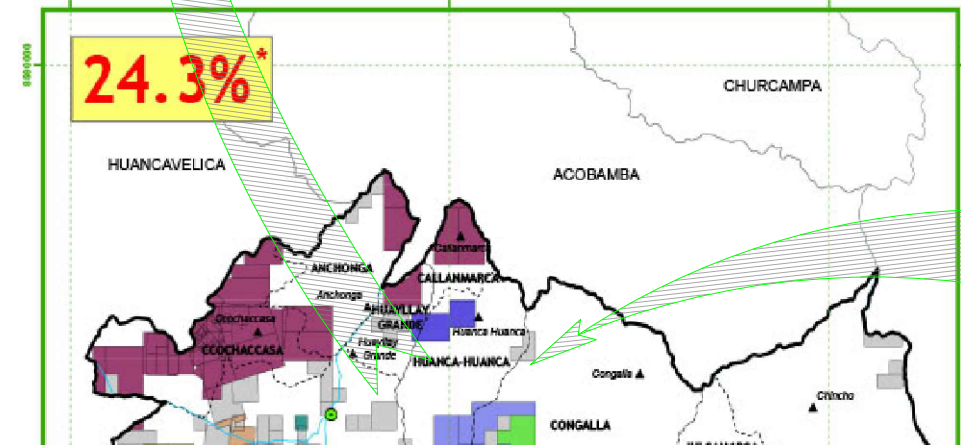 24.3%*
CHURCAMPA
HUANCAVELICA
ACOBAMBA
Callanmarca
ANCHONGA
CALLANMARCA
Anchonga
HUAYLLAY
GRANDE
Ccochaccasa
Huanca Huanca
CCOCHACCASA
Huayllay
Grande
HUANCA-HUANCA
Congalla
Chincho
CONGALLA